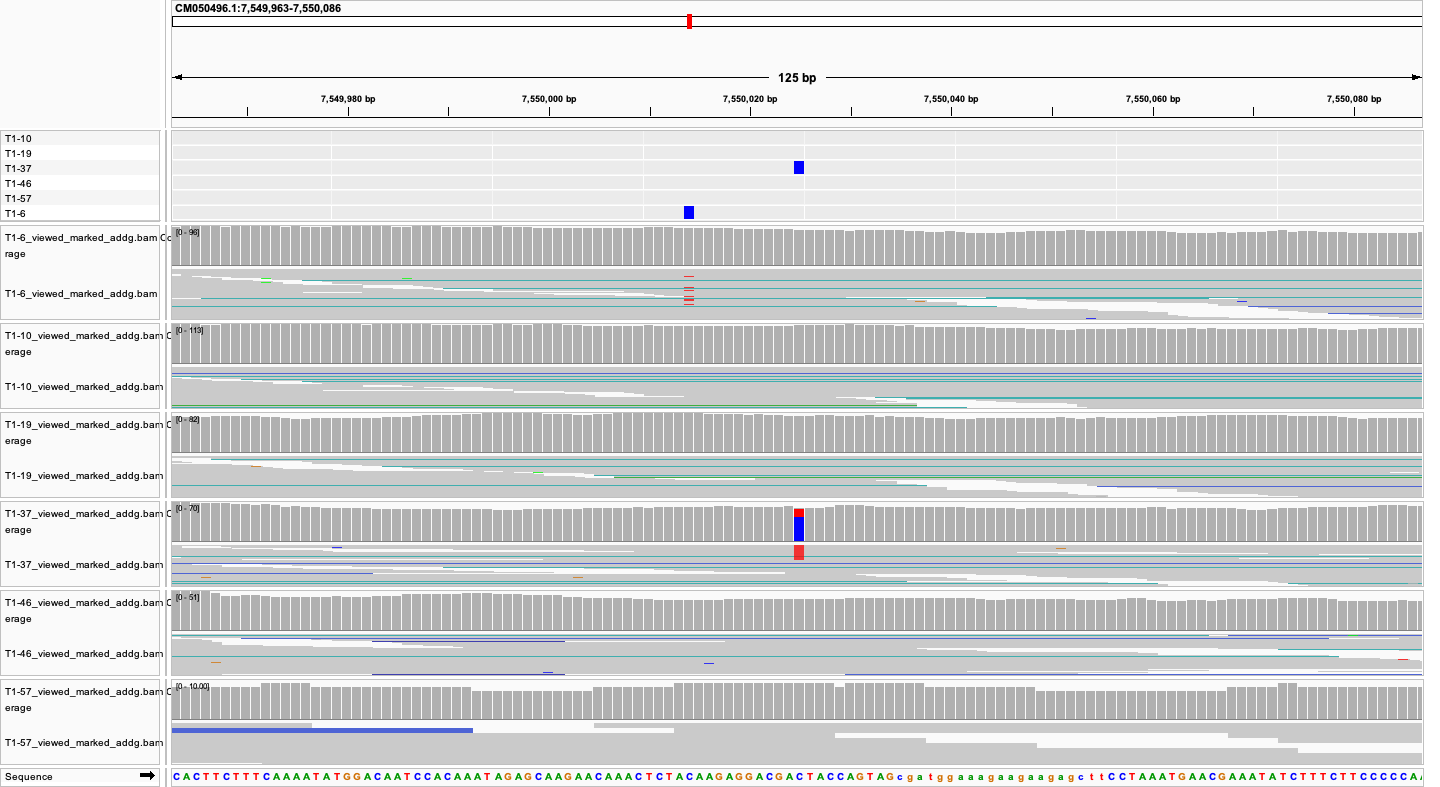 CM050496.1:7,549,963-7,550,086
125 bp
7,549,980 bp 7,550,000 bp 7,550,020 bp 7,550,040 bp 7,550,060 bp 7,550,080 bp
T1-10
T1-19
T1-37
T1-46
T1-57
T1-6
T1-6_viewed_marked_addg.bam Co
rage
[0 - 96]
T1-6_viewed_marked_addg.bam
T1-10_viewed_marked_addg.bam C
erage
[0 - 113]
T1-10_viewed_marked_addg.bam
T1-19_viewed_marked_addg.bam C
erage
[0 - 82]
T1-19_viewed_marked_addg.bam
T1-37_viewed_marked_addg.bam C
erage
[0 - 70]
T1-37_viewed_marked_addg.bam
T1-46_viewed_marked_addg.bam C
erage
[0 - 51]
T1-46_viewed_marked_addg.bam
T1-57_viewed_marked_addg.bam C
erage
[0 - 10.00]
T1-57_viewed_marked_addg.bam
Sequence CACTTCTTTCAAAATATGGACAATCCACAAATAGAGCAAGAACAAACTCTACAAGAGGACGACTACCAGTAGcgatggaaagaagaagagcttCCTAAATGAACGAAATATCTTTCTTCCCCCA